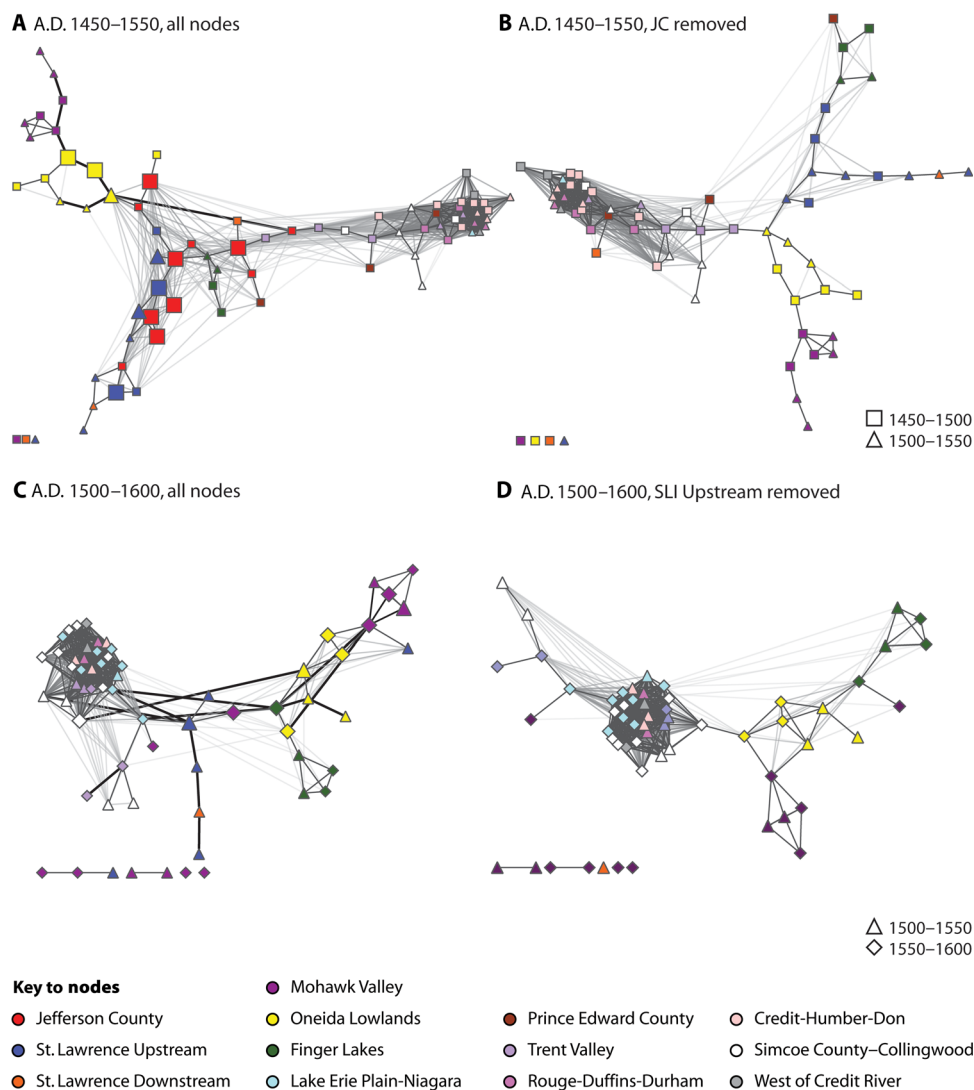 A A.D. 1450–1550, all nodes
B A.D. 1450–1550, JC removed
1450–1500
1500–1550
C A.D. 1500–1600, all nodes
D A.D. 1500–1600, SLI Upstream removed
1500–1550
1550–1600
Key to nodes
Mohawk Valley
Jefferson County
Oneida Lowlands
Prince Edward County
Credit-Humber-Don
St. Lawrence Upstream
Finger Lakes
Trent Valley
Simcoe County–Collingwood
St. Lawrence Downstream
Lake Erie Plain-Niagara
Rouge-Duffins-Durham
West of Credit River